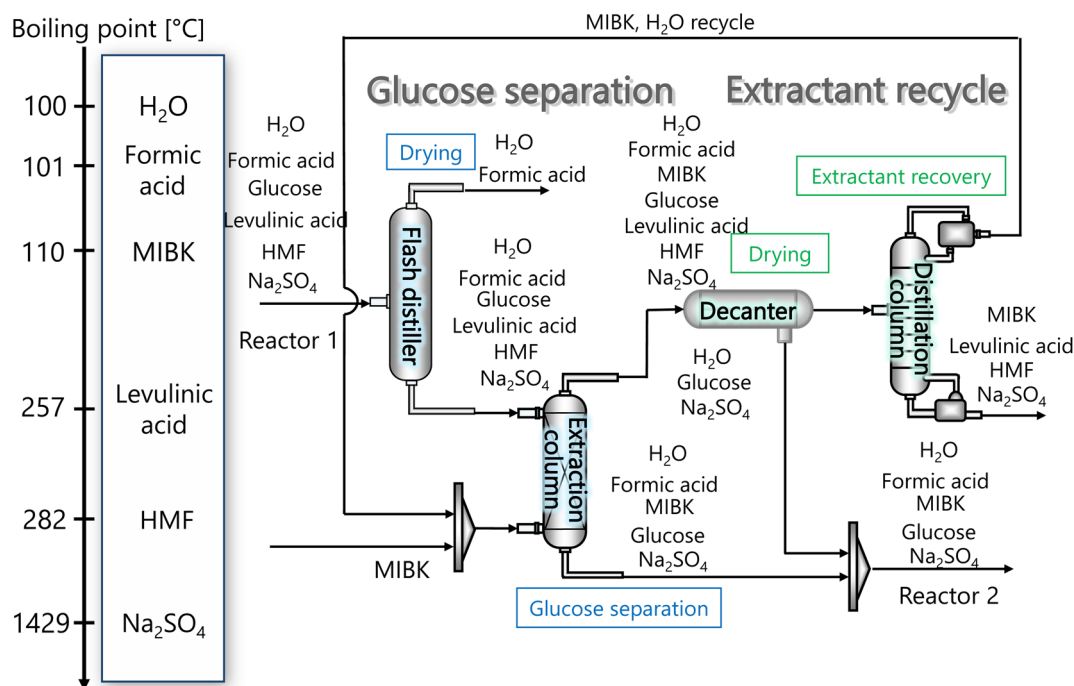 Boiling point [°C]
100
H₂O
101
Formic
acid
110
MIBK
257
Levulinic
acid
282
HMF
1429
Na₂SO₄
MIBK, H₂O recycle
Glucose separation
Extractant recycle
H₂O
Formic acid
Glucose
Levulinic acid
HMF
Na₂SO₄
Reactor 1
Drying
H₂O
Formic acid
Flash distiller
H₂O
Formic acid
Glucose
Levulinic acid
HMF
Na₂SO₄
MIBK
Extraction
column
Glucose separation
H₂O
Formic acid
MIBK
Glucose
Levulinic acid
HMF
Na₂SO₄
Drying
Decanter
H₂O
Glucose
Na₂SO₄
H₂O
Formic acid
MIBK
Glucose
Na₂SO₄
Extractant recovery
Distillation
column
MIBK
Levulinic acid
HMF
Na₂SO₄
H₂O
Formic acid
MIBK
Glucose
Na₂SO₄
Reactor 2